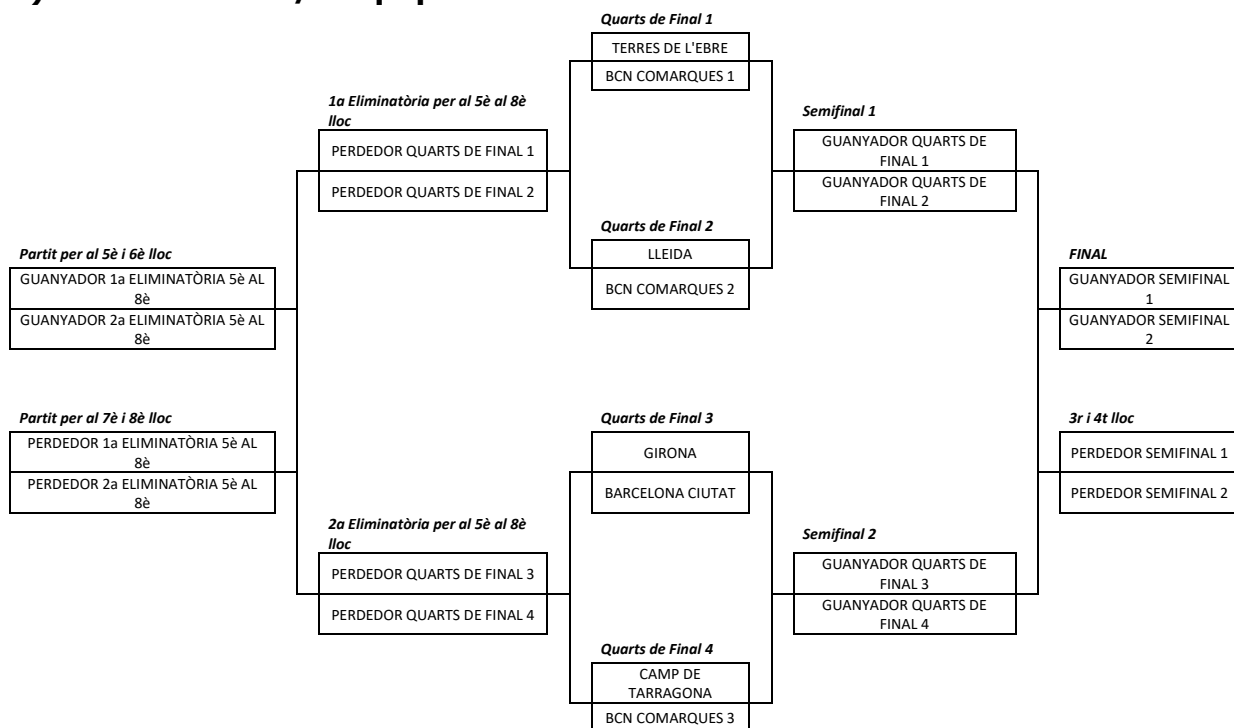 Quarts de Final 1
TERRES DE L'EBRE
BCN COMARQUES 1
1a Eliminatòria per al 5è al 8è
lloc
PERDEDOR QUARTS DE FINAL 1
PERDEDOR QUARTS DE FINAL 2
Semifinal 1
GUANYADOR QUARTS DE
FINAL 1
GUANYADOR QUARTS DE
FINAL 2
Quarts de Final 2
LLEIDA
BCN COMARQUES 2
Partit per al 5è i 6è lloc
GUANYADOR 1a ELIMINATÒRIA 5è AL
8è
GUANYADOR 2a ELIMINATÒRIA 5è AL
8è
FINAL
GUANYADOR SEMIFINAL
1
GUANYADOR SEMIFINAL
2
Partit per al 7è i 8è lloc
PERDEDOR 1a ELIMINATÒRIA 5è AL
8è
PERDEDOR 2a ELIMINATÒRIA 5è AL
8è
Quarts de Final 3
GIRONA
BARCELONA CIUTAT
3r i 4t lloc
PERDEDOR SEMIFINAL 1
PERDEDOR SEMIFINAL 2
2a Eliminatòria per al 5è al 8è
lloc
PERDEDOR QUARTS DE FINAL 3
PERDEDOR QUARTS DE FINAL 4
Semifinal 2
GUANYADOR QUARTS DE
FINAL 3
GUANYADOR QUARTS DE
FINAL 4
Quarts de Final 4
CAMP DE
TARRAGONA
BCN COMARQUES 3